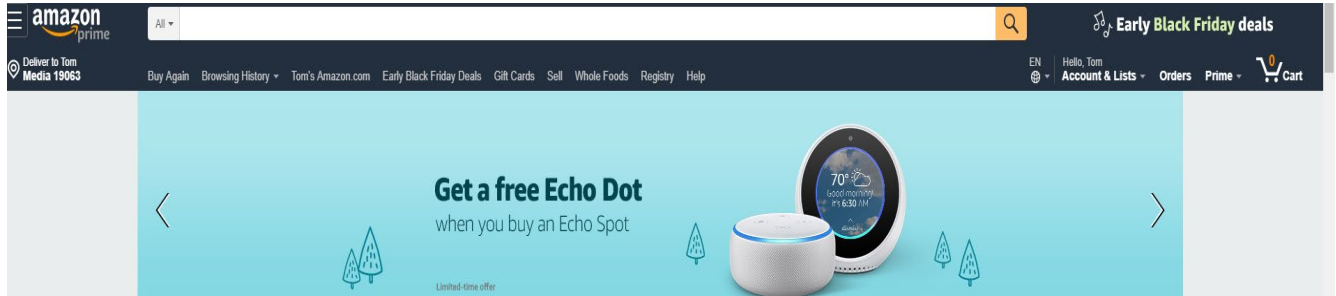 amazon
prime
All
Early Black Friday deals
Deliver to Tom
Media 19063
Buy Again Browsing History Tom's Amazon.com Early Black Friday Deals Gift Cards Sell Whole Foods Registry Help
EN
Hello, Tom
Account & Lists Orders Prime
0
Cart
Get a free Echo Dot
when you buy an Echo Spot
Limited-time offer
70°
Good morning!
It's 6:30 AM